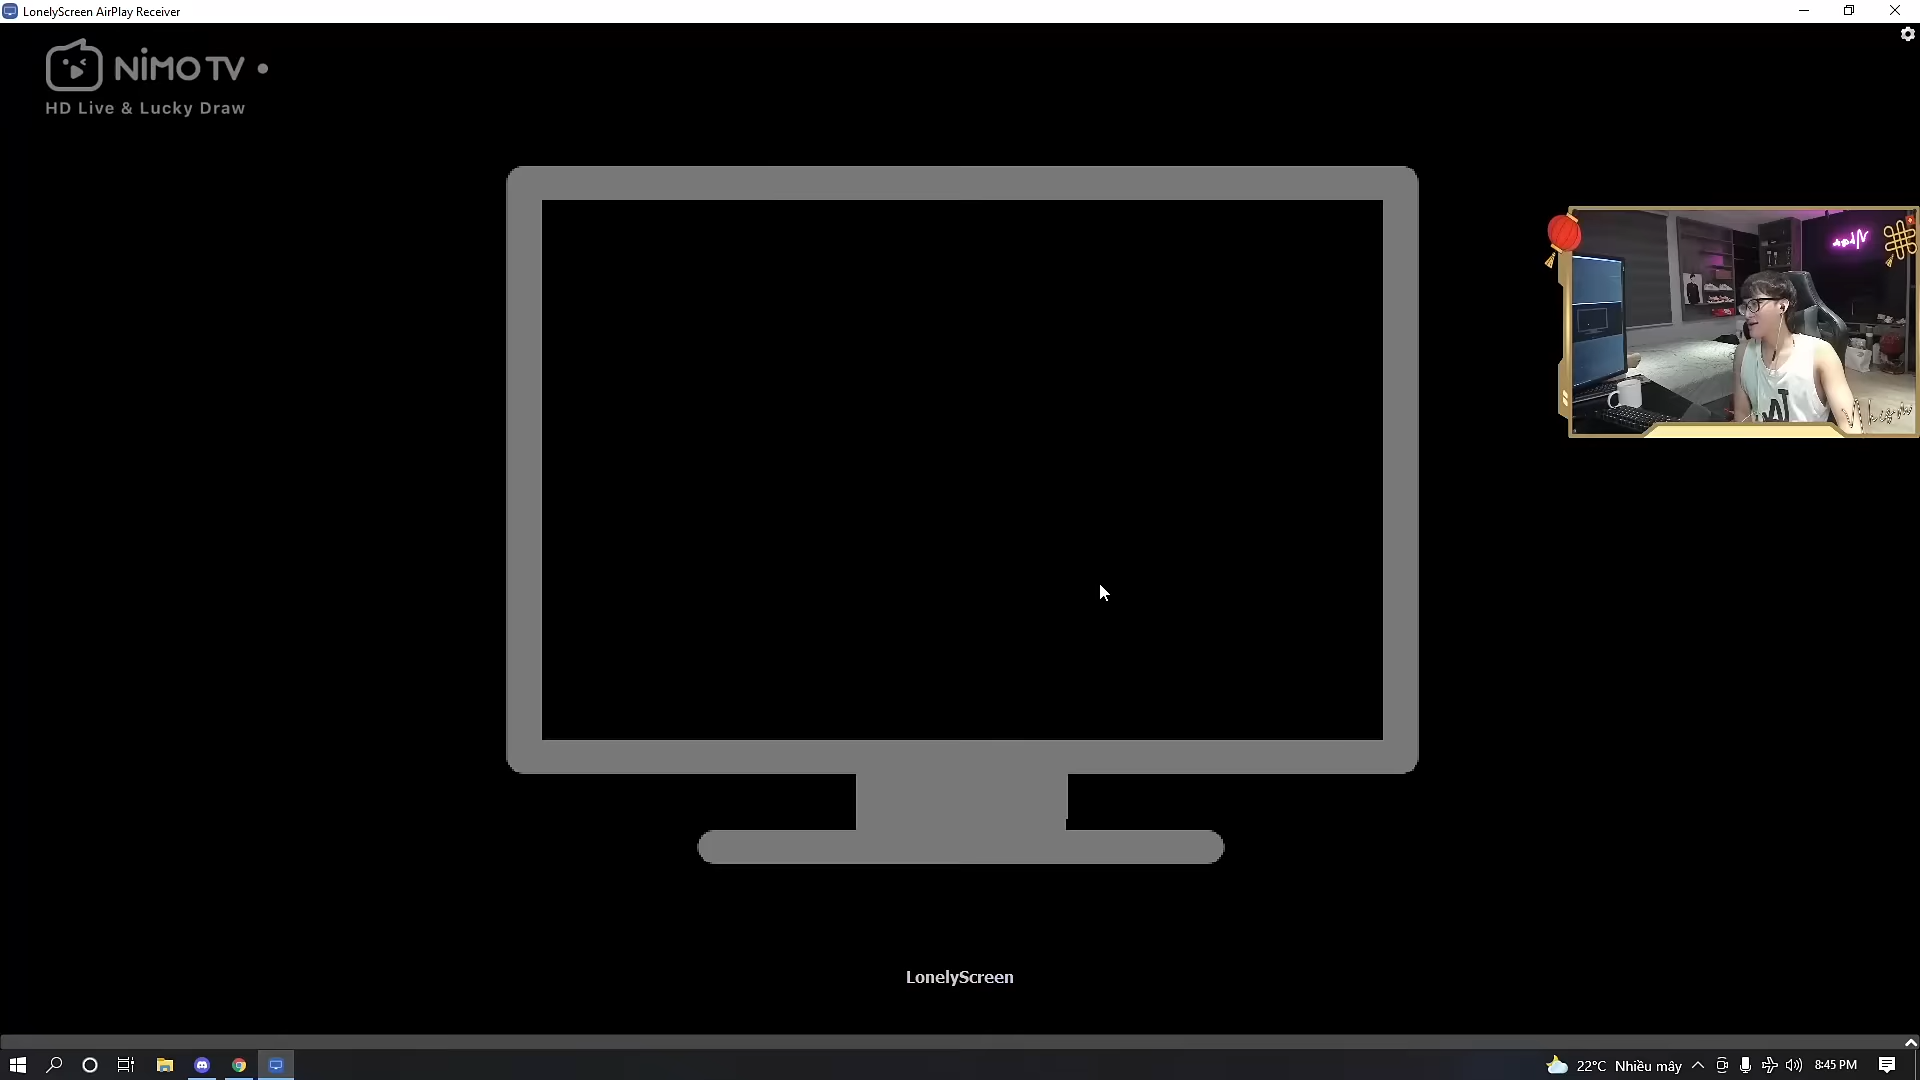 LonelyScreen AirPlay Receiver
NIMO TV
HD Live & Lucky Draw
LonelyScreen
22°C Nhiều mây
8:45 PM